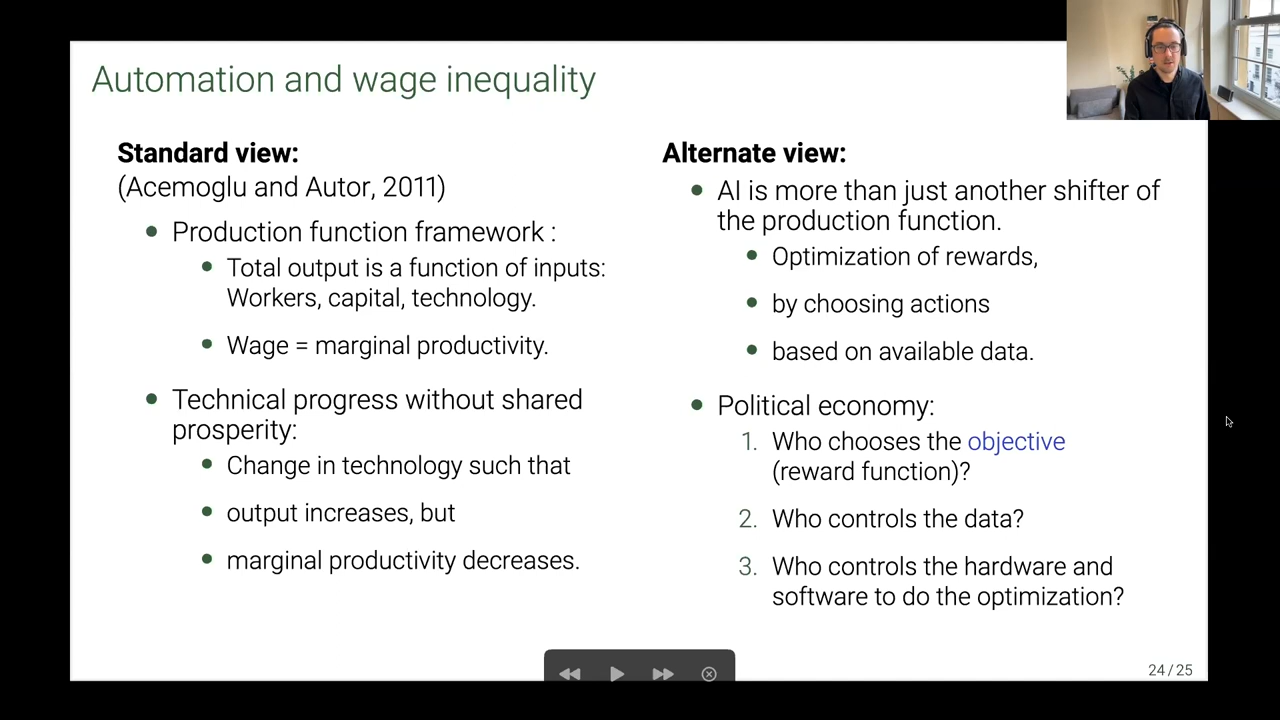 Automation and wage inequality
Standard view:
(Acemoglu and Autor, 2011)
• Production function framework :
• Total output is a function of inputs:
Workers, capital, technology.
• Wage = marginal productivity.
• Technical progress without shared
prosperity:
• Change in technology such that
• output increases, but
• marginal productivity decreases.
Alternate view:
• AI is more than just another shifter of
the production function.
• Optimization of rewards,
• by choosing actions
• based on available data.
• Political economy:
1. Who chooses the objective
(reward function)?
2. Who controls the data?
3. Who controls the hardware and
software to do the optimization?
24 / 25